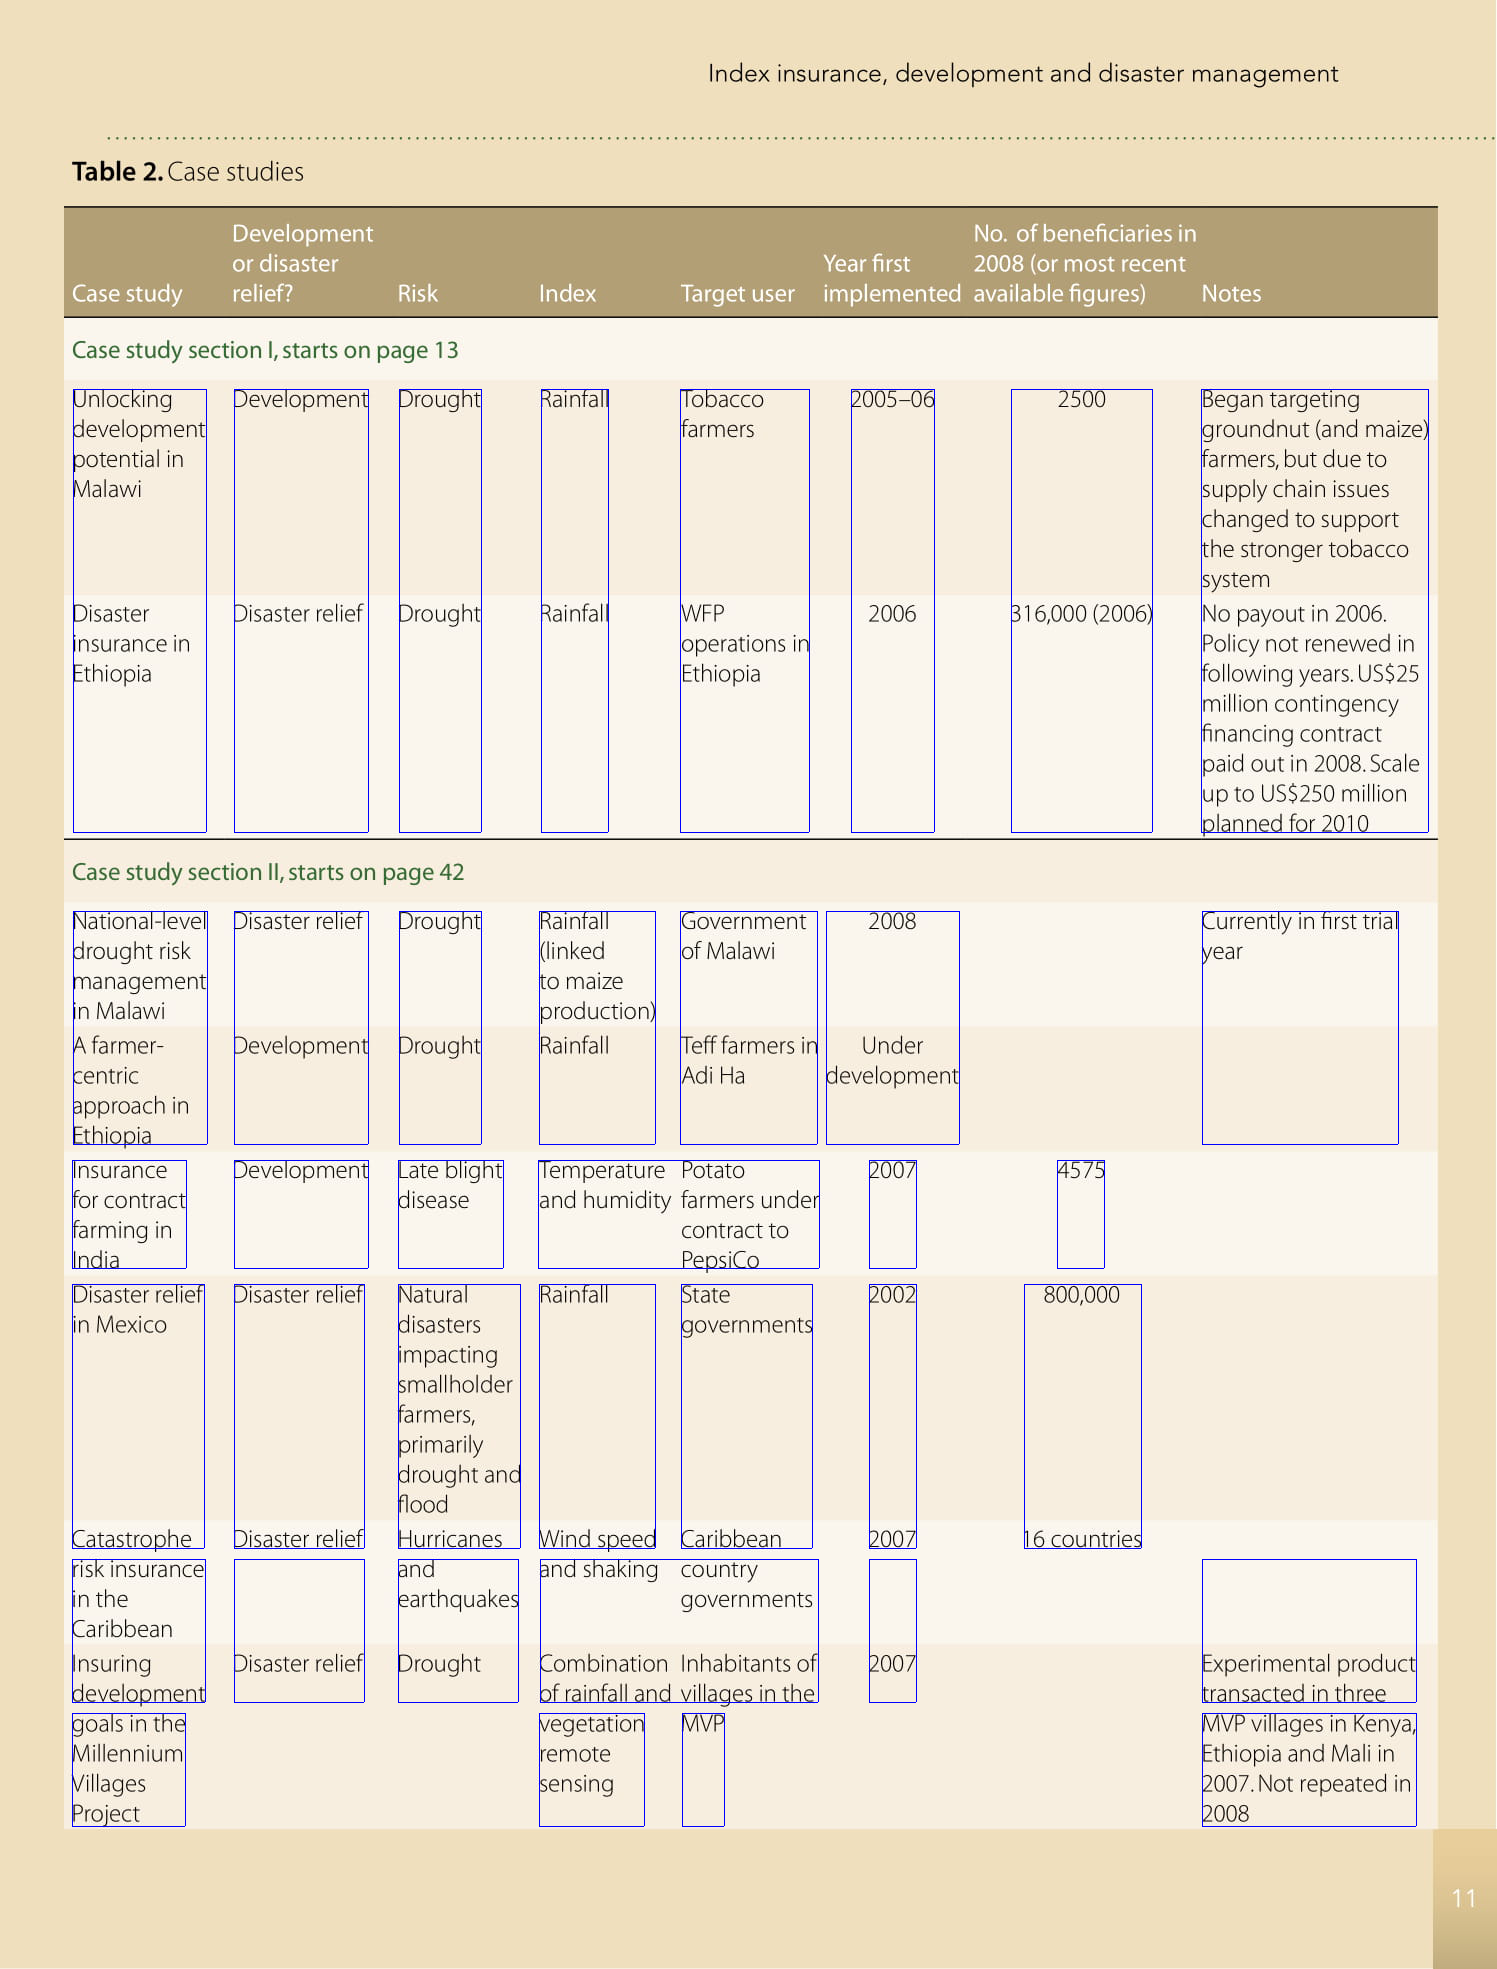 Index insurance, development and disaster management
Table 2. Case studies
Case study
Development
or disaster
relief?
Risk
Index
Target user
Year first
implemented
No. of beneficiaries in
2008 (or most recent
available figures)
Notes
Case study section I, starts on page 13
Unlocking
development
potential in
Malawi
Development
Drought
Rainfall
Tobacco
farmers
2005–06
2500
Began targeting
groundnut (and maize)
farmers, but due to
supply chain issues
changed to support
the stronger tobacco
system
Disaster
insurance in
Ethiopia
Disaster relief
Drought
Rainfall
WFP
operations in
Ethiopia
2006
316,000 (2006)
No payout in 2006.
Policy not renewed in
following years. US$25
million contingency
financing contract
paid out in 2008. Scale
up to US$250 million
planned for 2010
Case study section II, starts on page 42
National-level
drought risk
management
in Malawi
Disaster relief
Drought
Rainfall
(linked
to maize
production)
Government
of Malawi
2008
Currently in first trial
year
A farmer-
centric
approach in
Ethiopia
Development
Drought
Rainfall
Teff farmers in
Adi Ha
Under
development
Insurance
for contract
farming in
India
Development
Late blight
disease
Temperature
and humidity
Potato
farmers under
contract to
PepsiCo
2007
4575
Disaster relief
in Mexico
Disaster relief
Natural
disasters
impacting
smallholder
farmers,
primarily
drought and
flood
Rainfall
State
governments
2002
800,000
Catastrophe
risk insurance
in the
Caribbean
Disaster relief
Hurricanes
and
earthquakes
Wind speed
and shaking
Caribbean
country
governments
2007
16 countries
Insuring
development
goals in the
Millennium
Villages
Project
Disaster relief
Drought
Combination
of rainfall and
vegetation
remote
sensing
Inhabitants of
villages in the
MVP
2007
Experimental product
transacted in three
MVP villages in Kenya,
Ethiopia and Mali in
2007. Not repeated in
2008
11